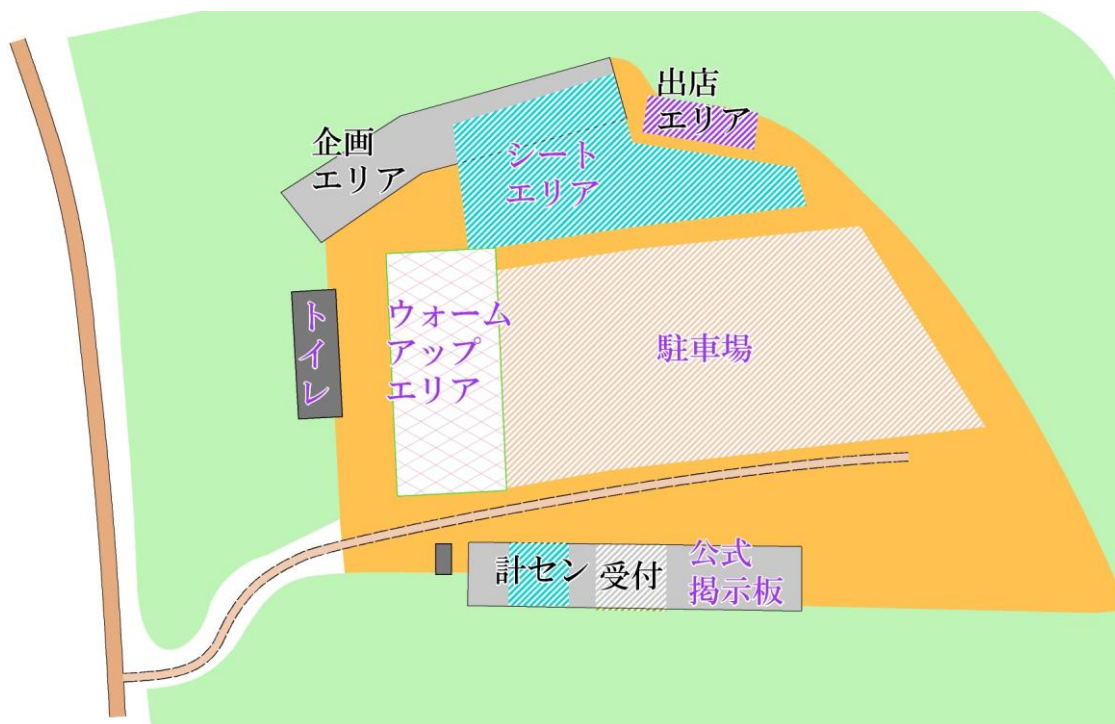 出店
エリア
企画
エリア
シート
エリア
トイレ
ウォーム
アップ
エリア
駐車場
計セン
受付
公式
掲示板